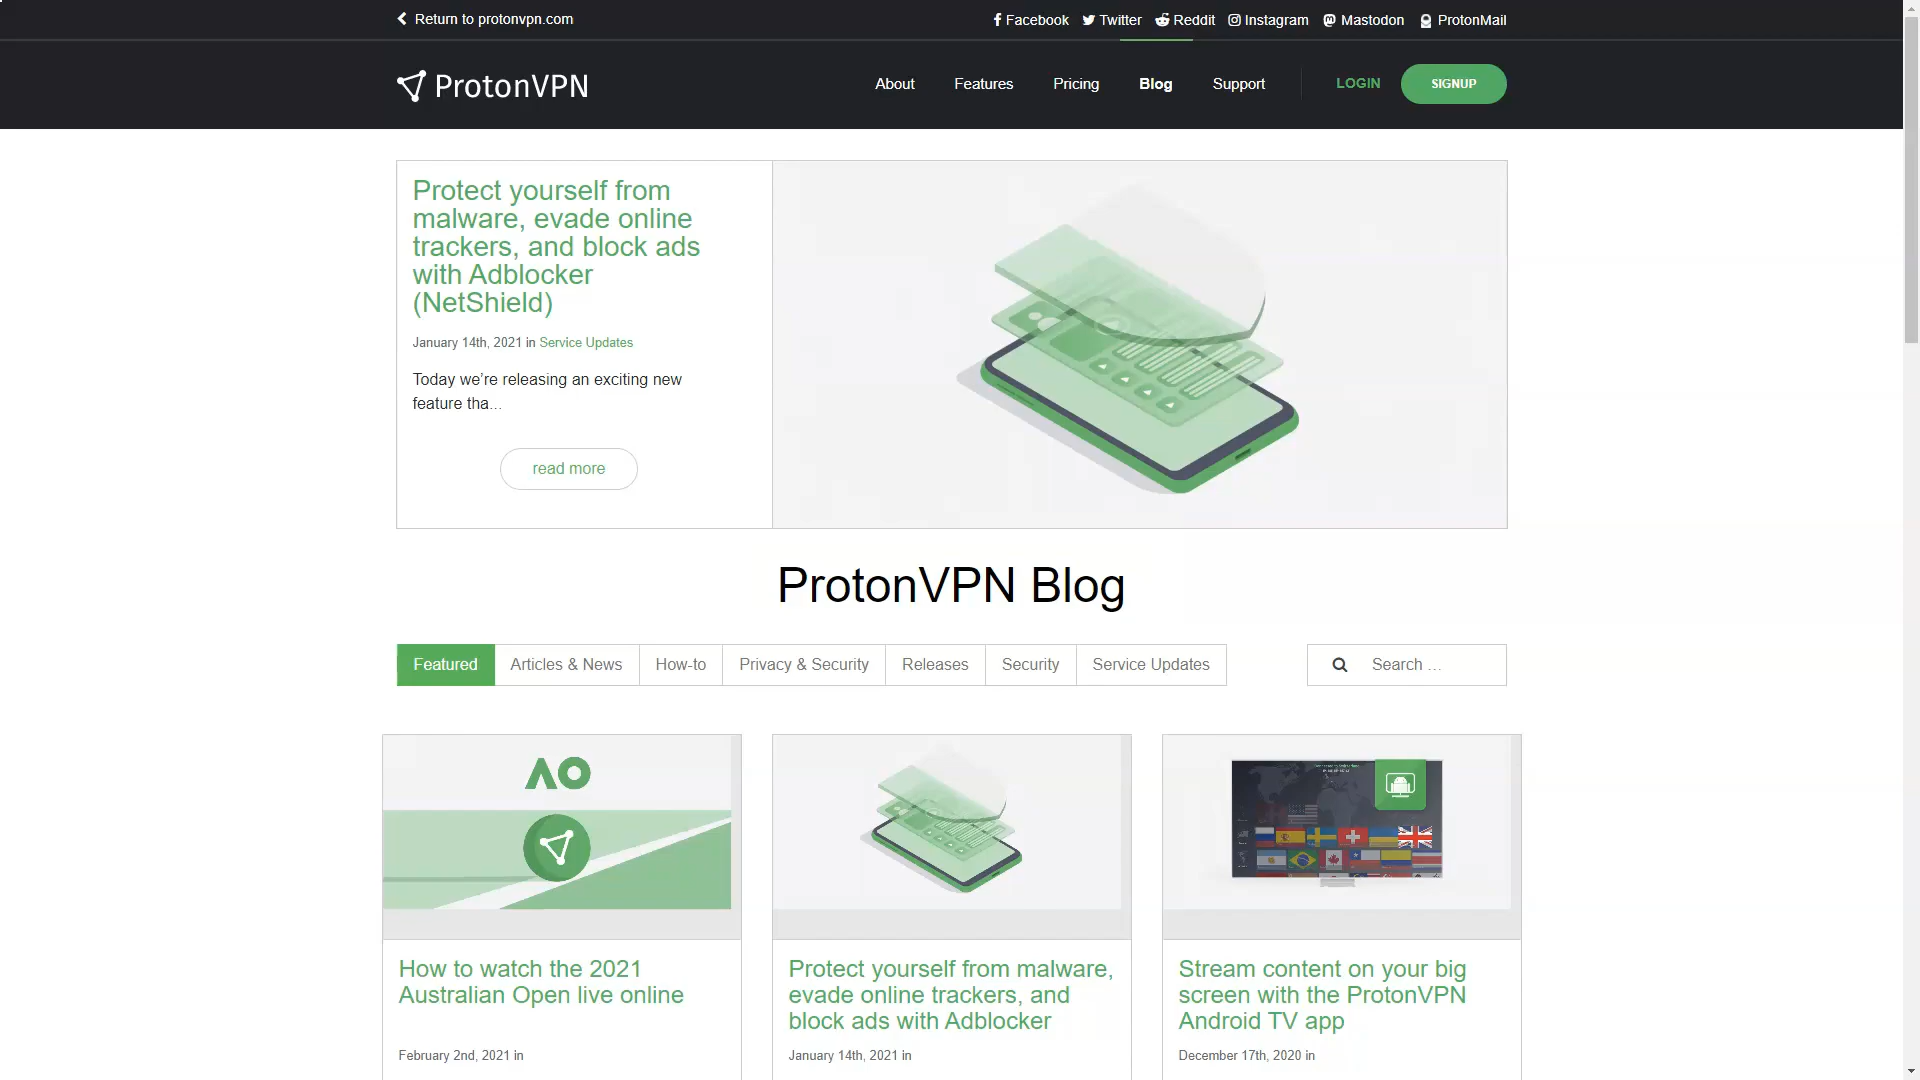 Return to protonvpn.com
Facebook Twitter Reddit Instagram Mastodon ProtonMail
ProtonVPN
About Features Pricing Blog Support LOGIN SIGNUP
Protect yourself from
malware, evade online
trackers, and block ads
with Adblocker
(NetShield)
January 14th, 2021 in Service Updates
Today we’re releasing an exciting new
feature tha...
read more
ProtonVPN Blog
Featured Articles & News How-to Privacy & Security Releases Security Service Updates Search …
AO
How to watch the 2021
Australian Open live online
February 2nd, 2021 in
Protect yourself from malware,
evade online trackers, and
block ads with Adblocker
January 14th, 2021 in
Stream content on your big
screen with the ProtonVPN
Android TV app
December 17th, 2020 in